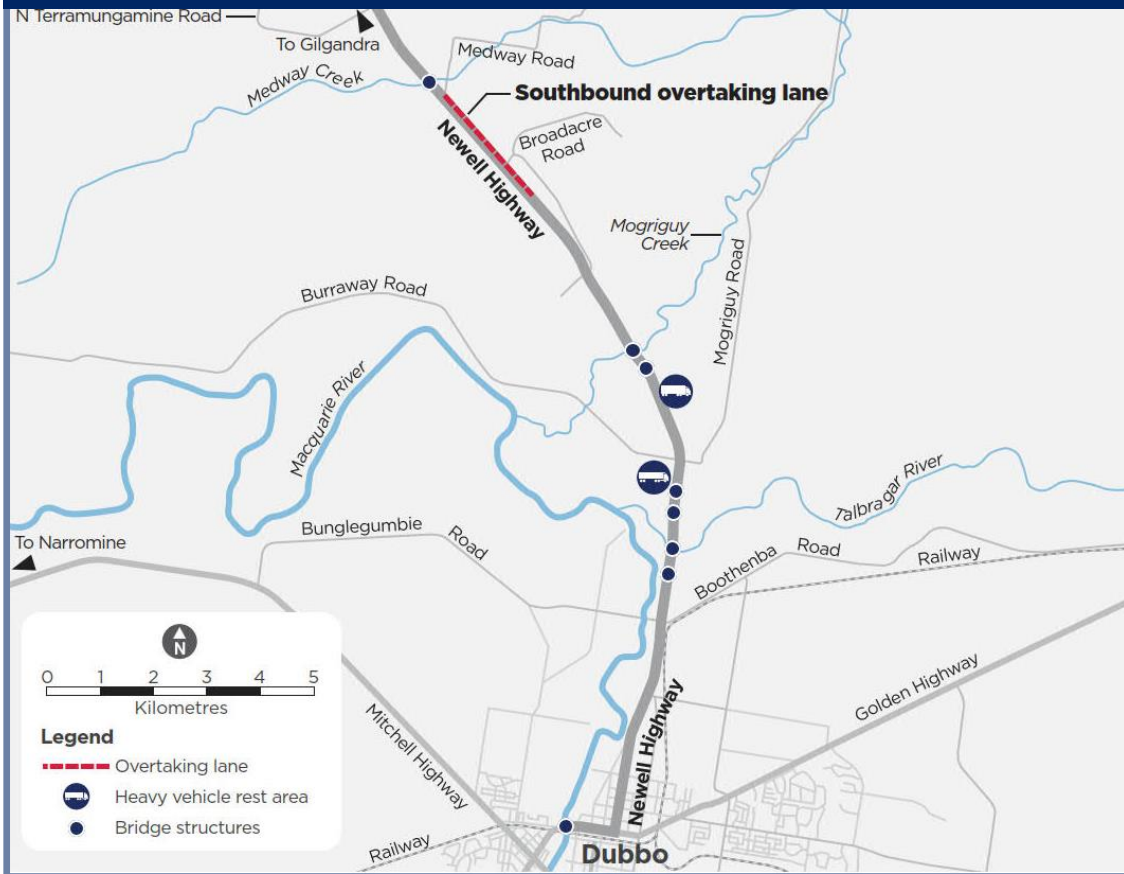 N Terramungamine Road
To Gilgandra
Medway Road
Medway Creek
Southbound overtaking lane
Broadacre
Road
Newell Highway
Mogriguy
Creek
Mogriguy Road
Burraway Road
Macquarie River
Talbragar River
To Narromine
Bunglegumbie Road
Boothenba Road
Railway
N
0 1 2 3 4 5
Kilometres
Golden Highway
Mitchell Highway
Newell Highway
Legend
Overtaking lane
Heavy vehicle rest area
Bridge structures
Railway
Dubbo